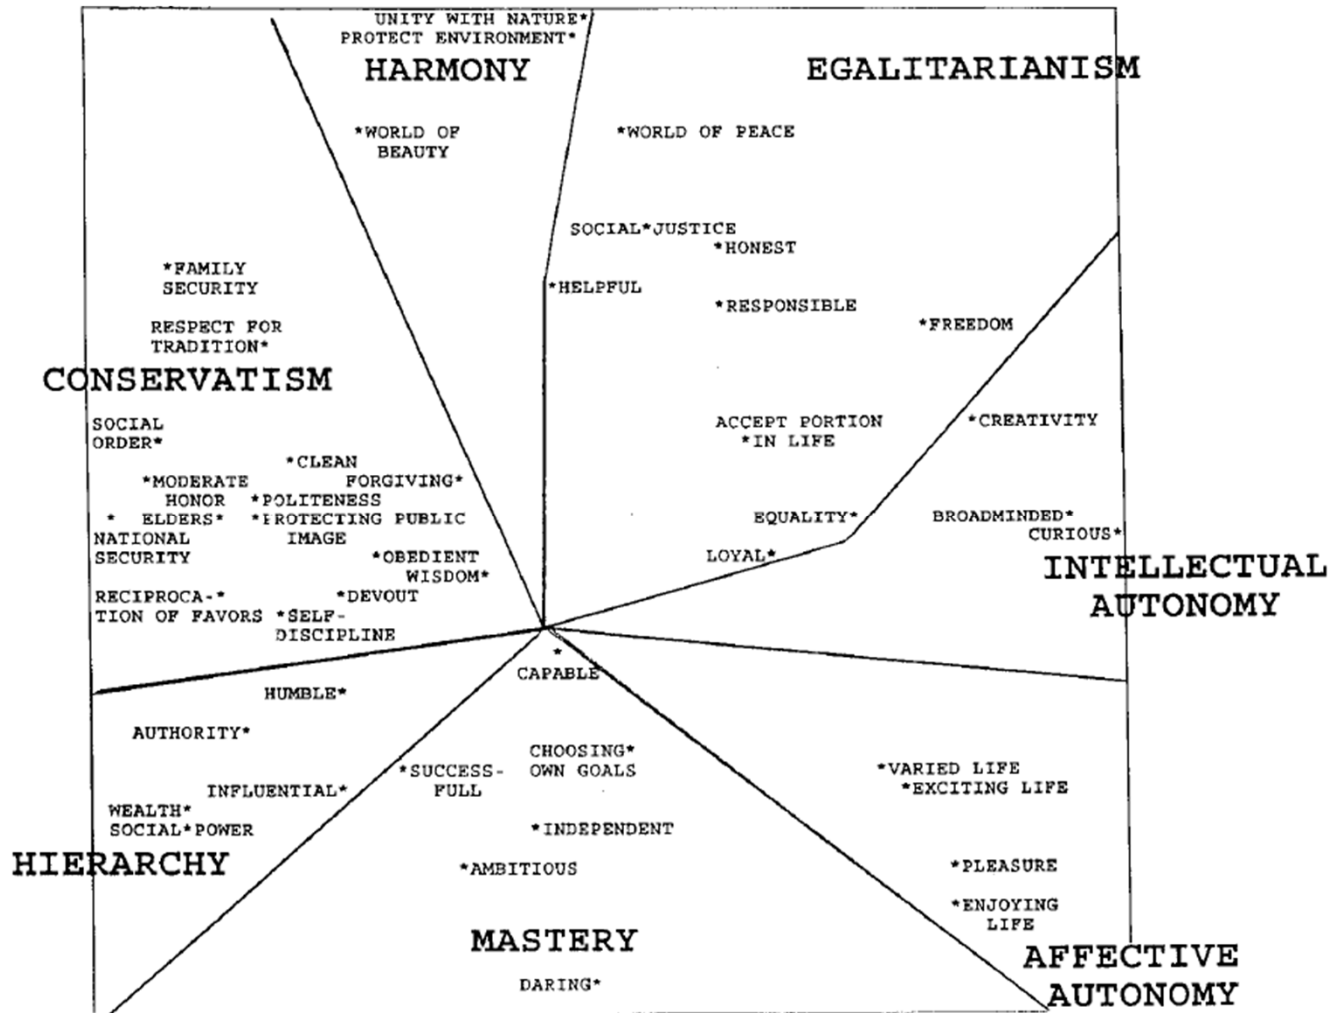 UNITY WITH NATURE*
PROTECT ENVIRONMENT*
HARMONY
EGALITARIANISM
*WORLD OF
BEAUTY
*WORLD OF PEACE
SOCIAL*JUSTICE
*HONEST
*FAMILY
SECURITY
*HELPFUL
*RESPONSIBLE
RESPECT FOR
TRADITION*
*FREEDOM
CONSERVATISM
SOCIAL
ORDER*
ACCEPT PORTION
*IN LIFE
*CREATIVITY
*CLEAN
*MODERATE
FORGIVING*
HONOR
*POLITENESS
* ELDERS*
*PROTECTING PUBLIC
IMAGE
NATIONAL
SECURITY
EQUALITY*
BROADMINDED*
CURIOUS*
*OBEDIENT
WISDOM*
LOYAL*
INTELLECTUAL
AUTONOMY
RECIPROCA-*
TION OF FAVORS
*DEVOUT
*SELF-
DISCIPLINE
*
CAPABLE
HUMBLE*
AUTHORITY*
CHOOSING*
OWN GOALS
*SUCCESS-
FULL
*VARIED LIFE
*EXCITING LIFE
INFLUENTIAL*
WEALTH*
SOCIAL*POWER
*INDEPENDENT
HIERARCHY
*AMBITIOUS
*PLEASURE
*ENJOYING
LIFE
MASTERY
AFFECTIVE
AUTONOMY
DARING*